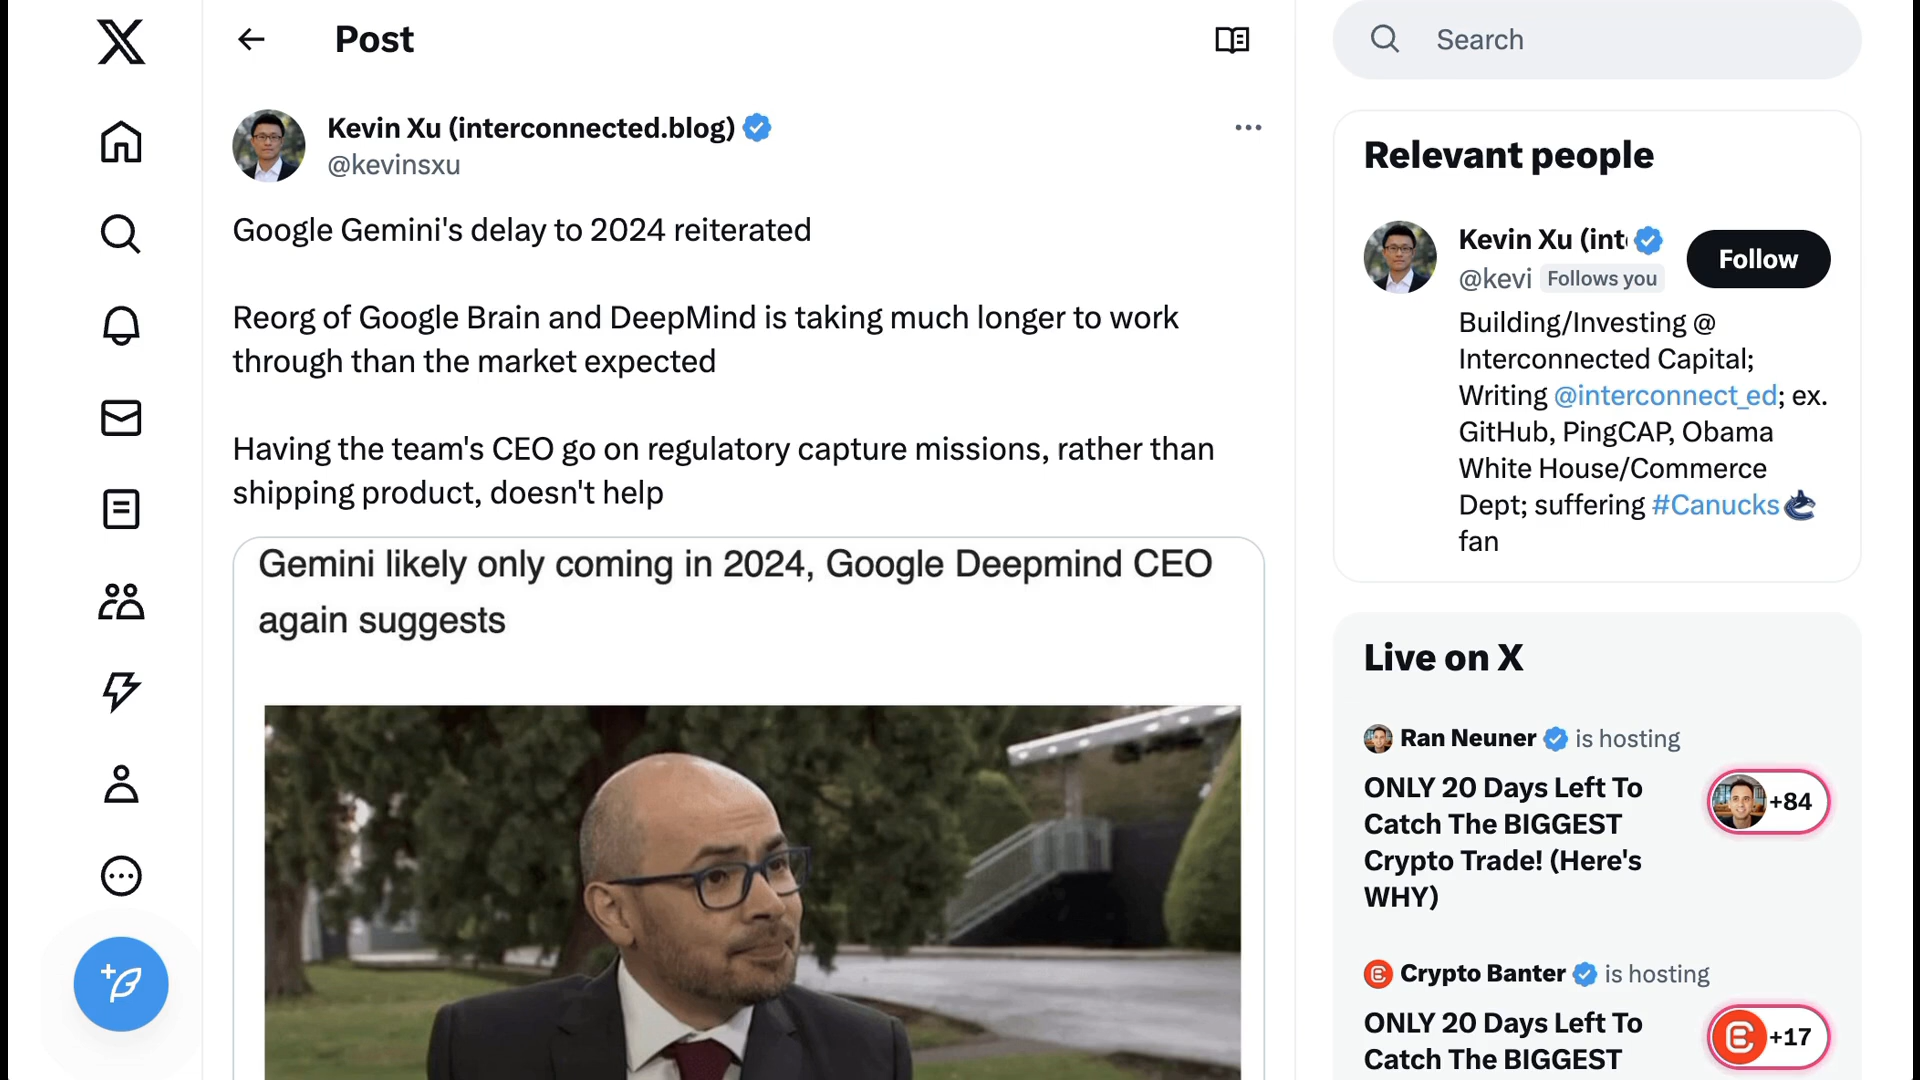 Post
Search
Kevin Xu (interconnected.blog)
@kevinsxu
Google Gemini's delay to 2024 reiterated
Reorg of Google Brain and DeepMind is taking much longer to work
through than the market expected
Having the team's CEO go on regulatory capture missions, rather than
shipping product, doesn't help
Gemini likely only coming in 2024, Google Deepmind CEO
again suggests
Relevant people
Kevin Xu (int
@kevi Follows you
Follow
Building/Investing @
Interconnected Capital;
Writing @interconnect_ed; ex.
GitHub, PingCAP, Obama
White House/Commerce
Dept; suffering #Canucks
fan
Live on X
Ran Neuner is hosting
ONLY 20 Days Left To
Catch The BIGGEST
Crypto Trade! (Here's
WHY)
+84
Crypto Banter is hosting
ONLY 20 Days Left To
Catch The BIGGEST
+17